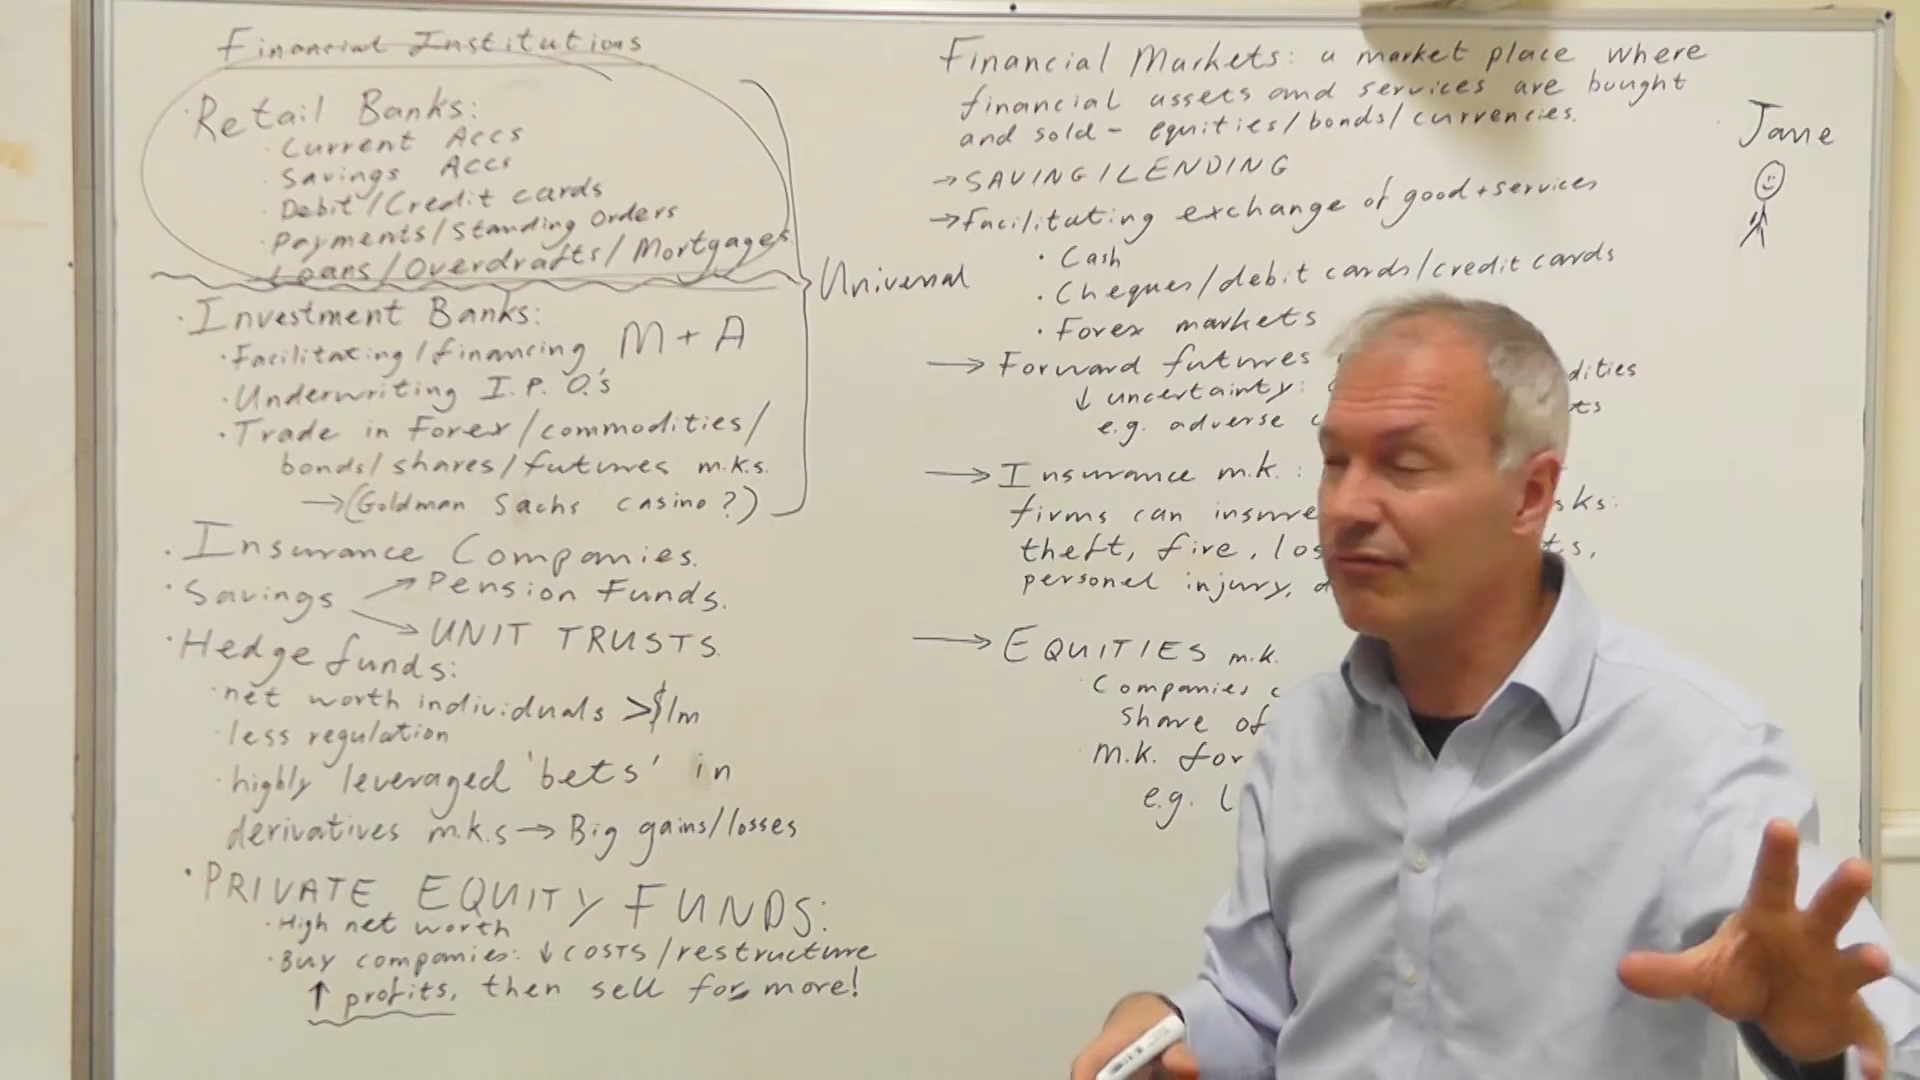 Financial Institutions
· Retail Banks:
· Current Accs
· Savings Accs
· Debit/Credit cards
· Payments/Standing Orders
Loans/Overdrafts/Mortgages
· Investment Banks:
· Facilitating/financing M + A
· Underwriting I.P.O.'s
· Trade in Forex/commodities/
bonds/shares/futures m.k.s.
→(Goldman Sachs casino?)
Universal
· Insurance Companies.
· Savings → Pension Funds.
→ UNIT TRUSTS.
· Hedge funds:
· net worth individuals >$1m
· less regulation
· highly leveraged 'bets' in
derivatives m.k.s → Big gains/losses
· PRIVATE EQUITY FUNDS:
· High net worth
· Buy companies: ↓ costs/restructure
↑ profits, then sell for more!
Financial Markets: a market place where
financial assets and services are bought
and sold - equities/bonds/currencies.
→ SAVING/LENDING
→ Facilitating exchange of good + services
· Cash
· Cheques/debit cards/credit cards
· Forex markets
→ Forward futures
↓ uncertainty:
e.g. adverse
→ Insurance m.k.:
firms can insure
theft, fire,
personel injury,
→ EQUITIES m.k.
Companies
share of
m.k. for
e.g.
Jane